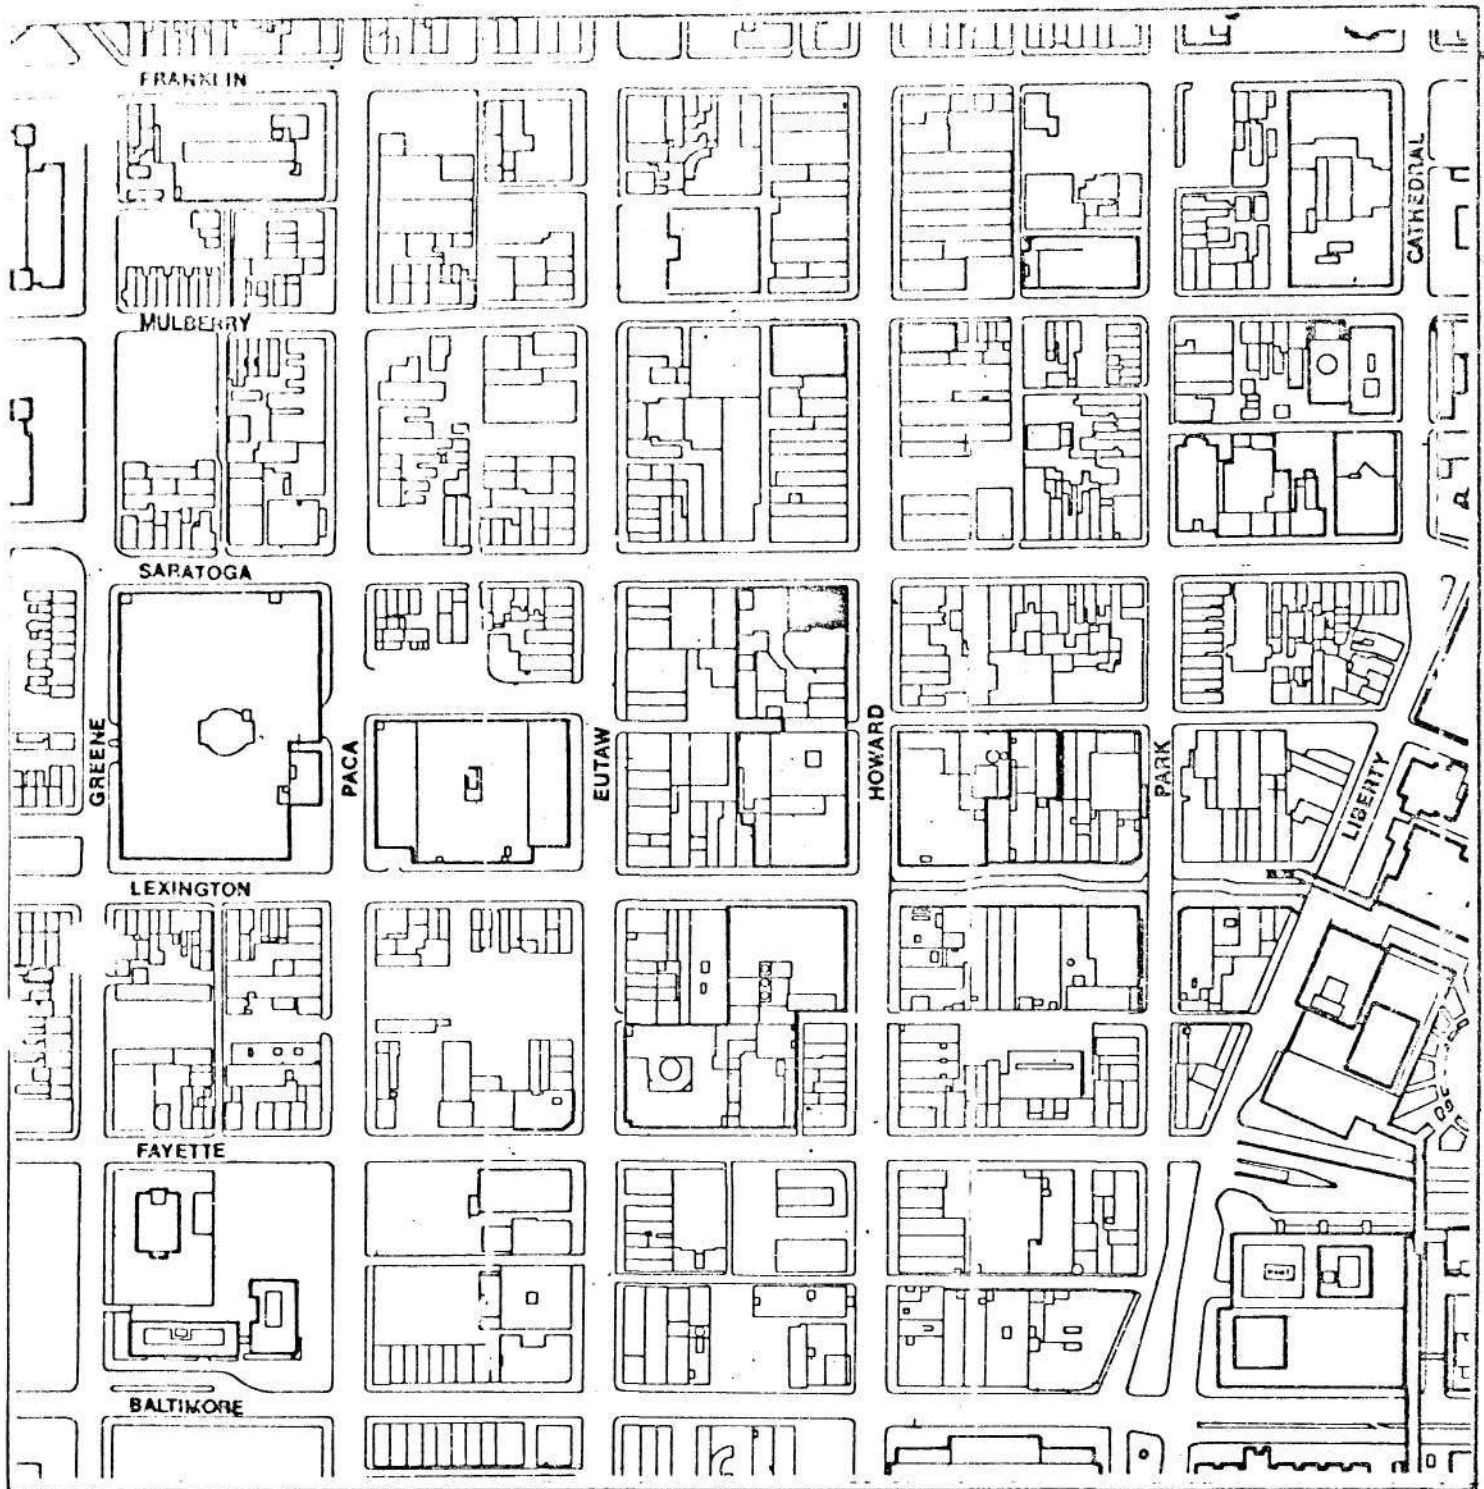 FRANKLIN
CATHEDRAL
MULBERRY
SARATOGA
GREENE
PACA
EUTAW
HOWARD
PARK
LIBERTY
LEXINGTON
FAYETTE
BALTIMORE